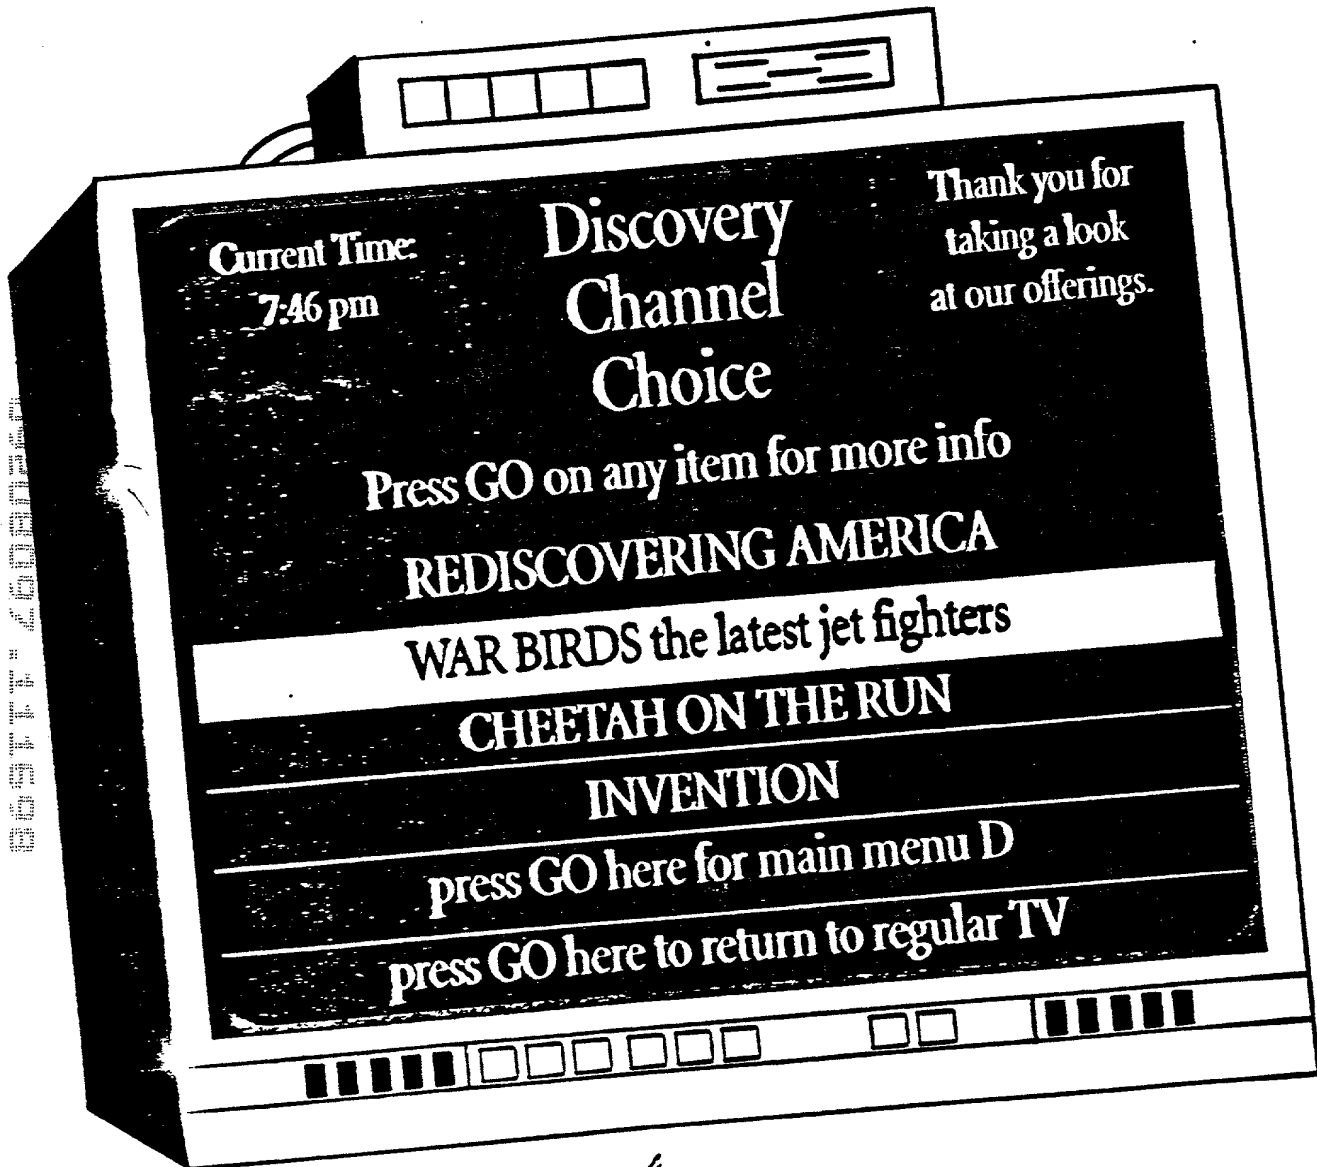 Current Time:
7:46 pm
Discovery
Channel
Choice
Thank you for
taking a look
at our offerings.
Press GO on any item for more info
REDISCOVERING AMERICA
WAR BIRDS the latest jet fighters
CHEETAH ON THE RUN
INVENTION
press GO here for main menu D
press GO here to return to regular TV